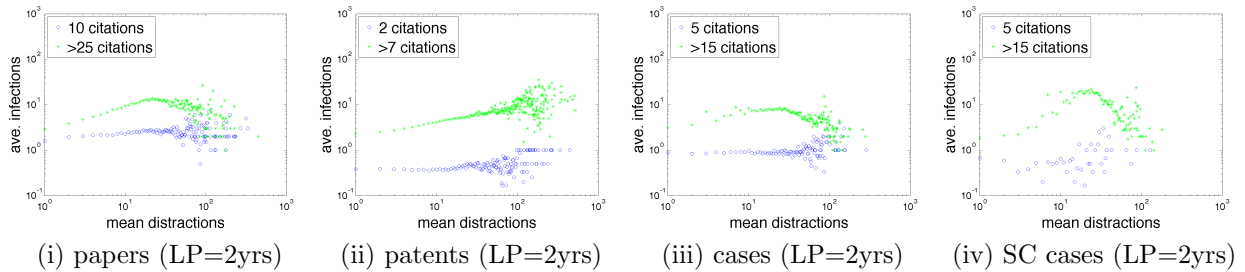 10³
10²
10¹
10⁰
10⁻¹
10⁰
10¹
10²
10³
ave. infections
mean distractions
10 citations
>25 citations
(i) papers (LP=2yrs)
10³
10²
10¹
10⁰
10⁻¹
10⁰
10¹
10²
10³
ave. infections
mean distractions
2 citations
>7 citations
(ii) patents (LP=2yrs)
10³
10²
10¹
10⁰
10⁻¹
10⁰
10¹
10²
10³
ave. infections
mean distractions
5 citations
>15 citations
(iii) cases (LP=2yrs)
10³
10²
10¹
10⁰
10⁻¹
10⁰
10¹
10²
10³
ave. infections
mean distractions
5 citations
>15 citations
(iv) SC cases (LP=2yrs)